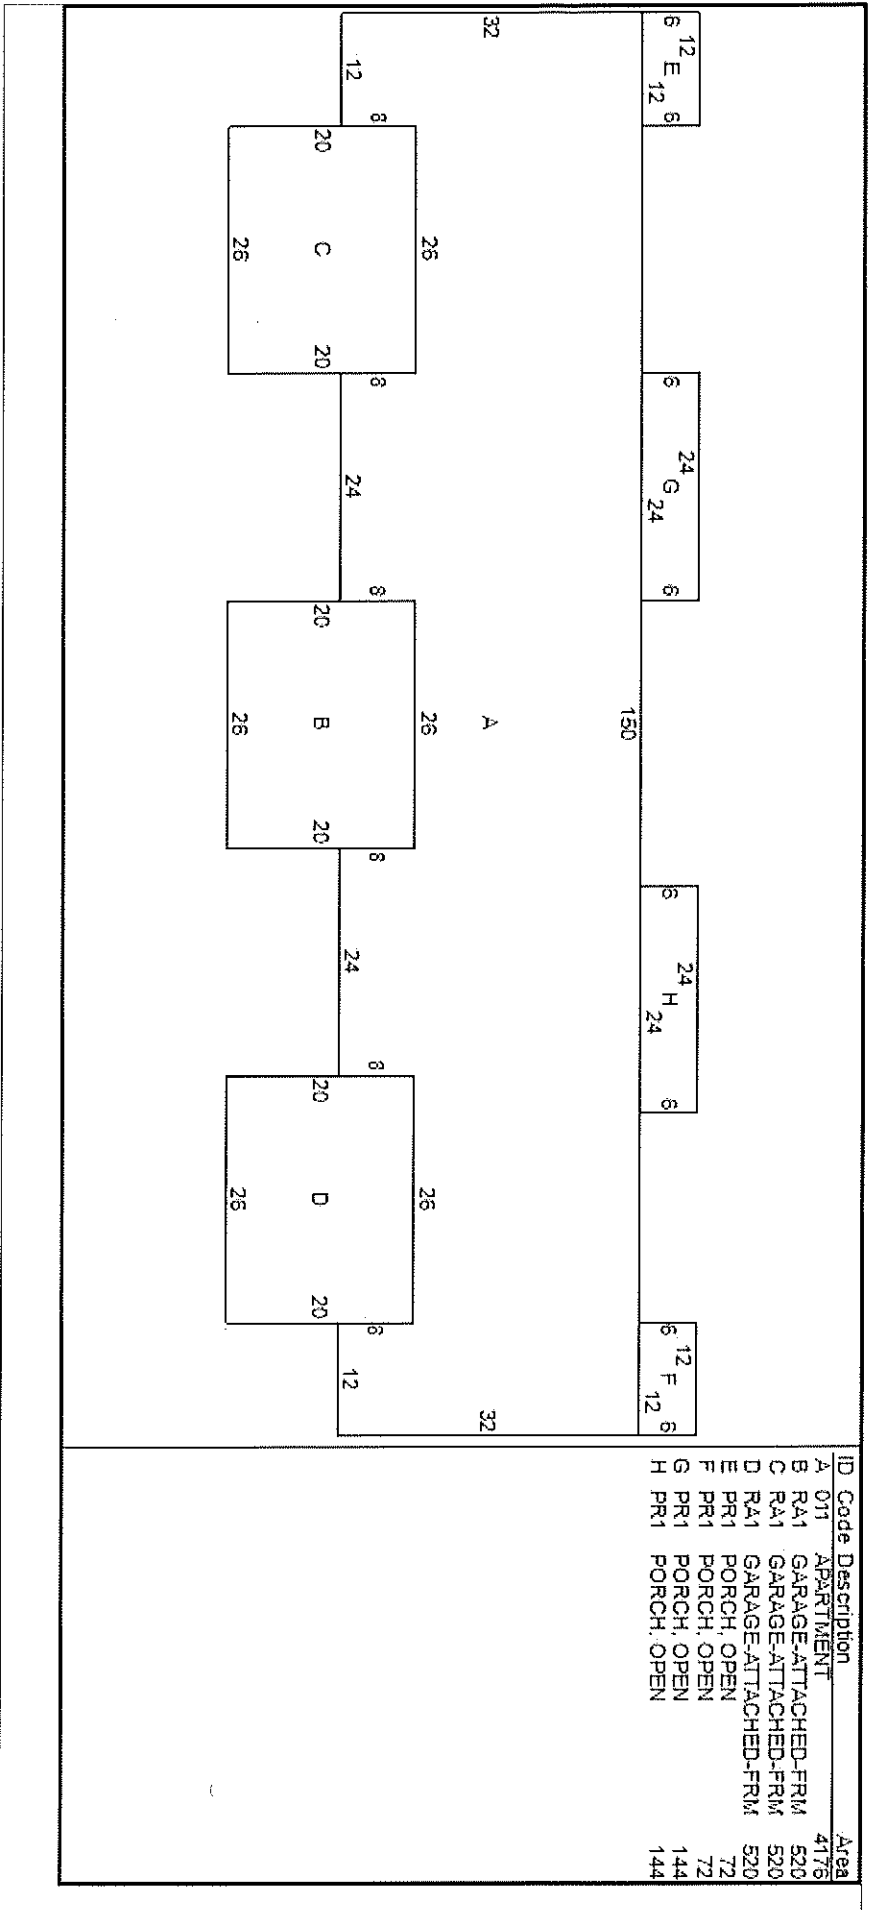 ID Code Description Area
A 011 APARTMENT 4176
B RA1 GARAGE-ATTACHED-FRM 520
C RA1 GARAGE-ATTACHED-FRM 520
D RA1 GARAGE-ATTACHED-FRM 520
E PR1 PORCH, OPEN 72
F PR1 PORCH, OPEN 72
G PR1 PORCH, OPEN 144
H PR1 PORCH, OPEN 144
6 12 E 12 6
6 24 G 24 6
6 24 H 24 6
6 12 F 12 6
150
32
A
32
26
26
26
12
8
8
24
8
8
24
8
8
12
20 C 20
20 B 20
20 D 20
26
26
26